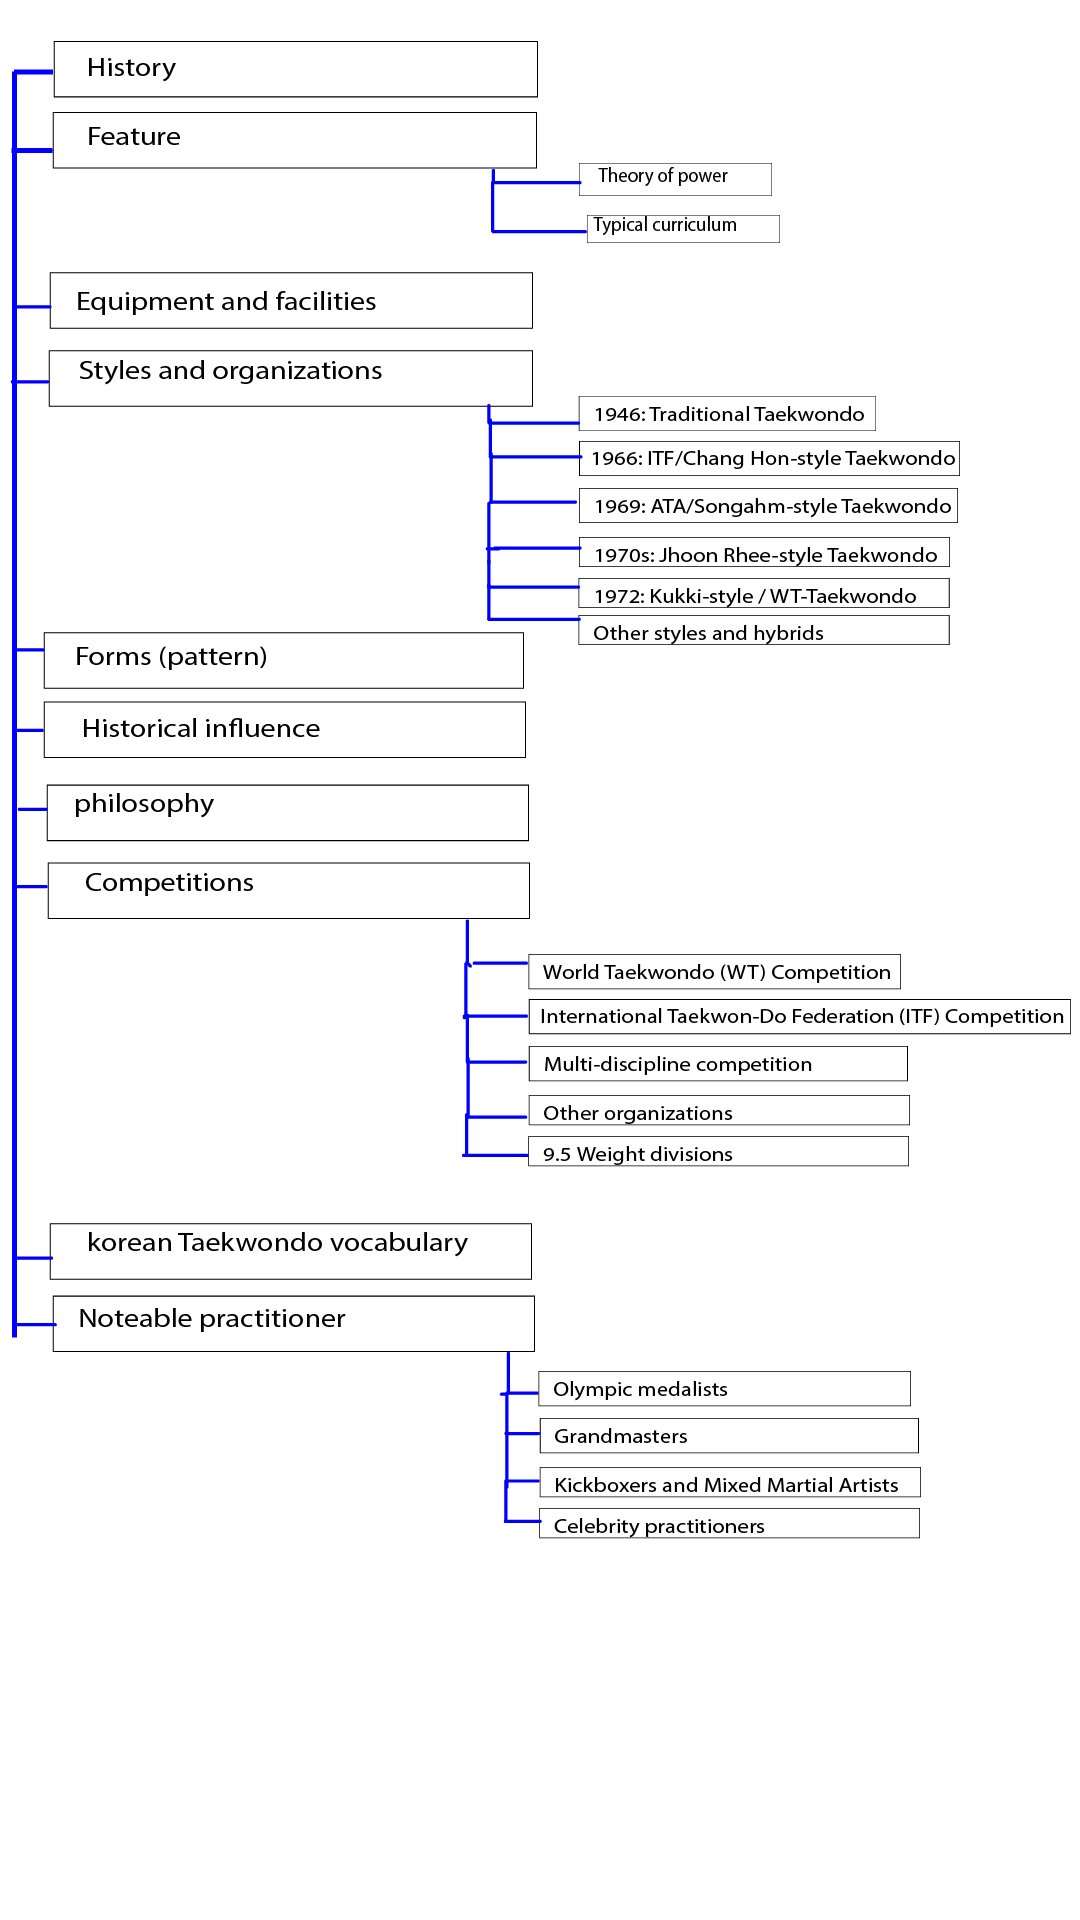 History
Feature
Theory of power
Typical curriculum
Equipment and facilities
Styles and organizations
1946: Traditional Taekwondo
1966: ITF/Chang Hon-style Taekwondo
1969: ATA/Songahm-style Taekwondo
1970s: Jhoon Rhee-style Taekwondo
1972: Kukki-style / WT-Taekwondo
Other styles and hybrids
Forms (pattern)
Historical influence
philosophy
Competitions
World Taekwondo (WT) Competition
International Taekwon-Do Federation (ITF) Competition
Multi-discipline competition
Other organizations
9.5 Weight divisions
korean Taekwondo vocabulary
Noteable practitioner
Olympic medalists
Grandmasters
Kickboxers and Mixed Martial Artists
Celebrity practitioners